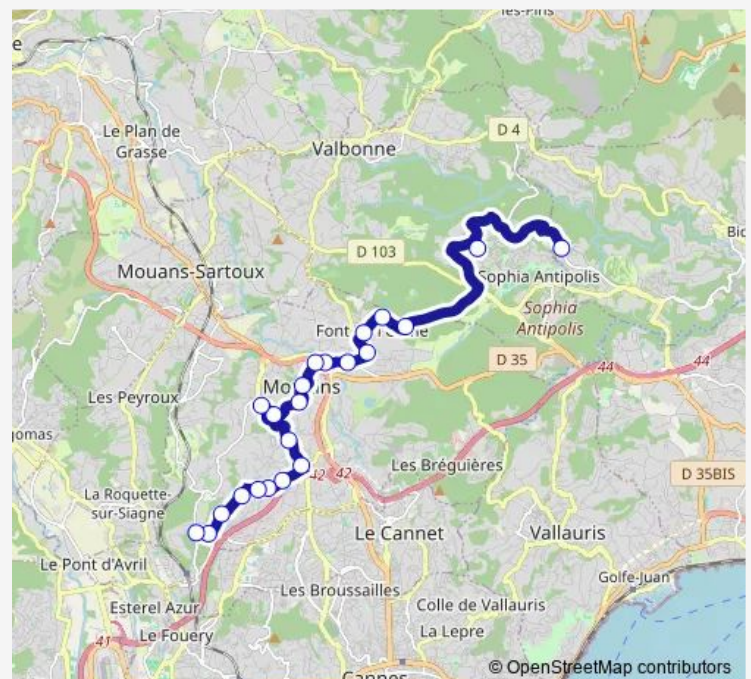 les-Pins
e
Le Plan de
Grasse
D 4
Valbonne
D 103
Mouans-Sartoux
Sophia Antipolis
Sophia
Antipolis
D 35
44
44
Les Peyroux
gomas
42
42
Les Bréguières
D 35BIS
La Roquette-
sur-Siagne
Le Cannet
Vallauris
Le Pont d'Avril
Golfe-Juan
Les Broussailles
Esterel Azur
Colle de Vallauris
Le Fouery
La Lepre
41
Cannes
© OpenStreetMap contributors